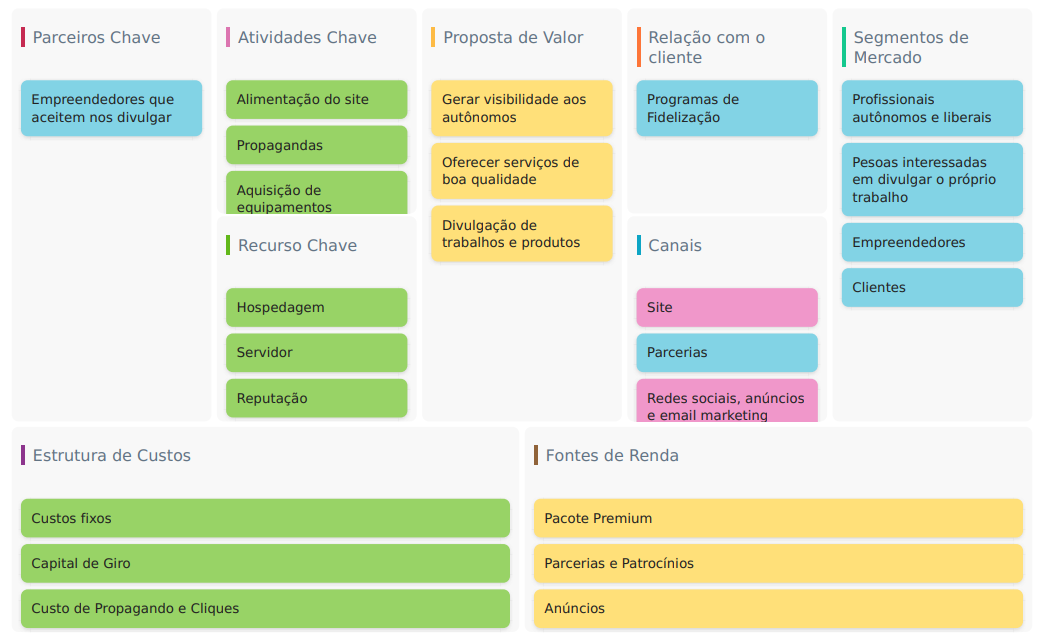 Parceiros Chave
Empreendedores que
aceitem nos divulgar
Atividades Chave
Alimentação do site
Propagandas
Aquisição de
equipamentos
Recurso Chave
Hospedagem
Servidor
Reputação
Proposta de Valor
Gerar visibilidade aos
autônomos
Oferecer serviços de
boa qualidade
Divulgação de
trabalhos e produtos
Relação com o
cliente
Programas de
Fidelização
Canais
Site
Parcerias
Redes sociais, anúncios
e email marketing
Segmentos de
Mercado
Profissionais
autônomos e liberais
Pesoas interessadas
em divulgar o próprio
trabalho
Empreendedores
Clientes
Estrutura de Custos
Custos fixos
Capital de Giro
Custo de Propagando e Cliques
Fontes de Renda
Pacote Premium
Parcerias e Patrocínios
Anúncios